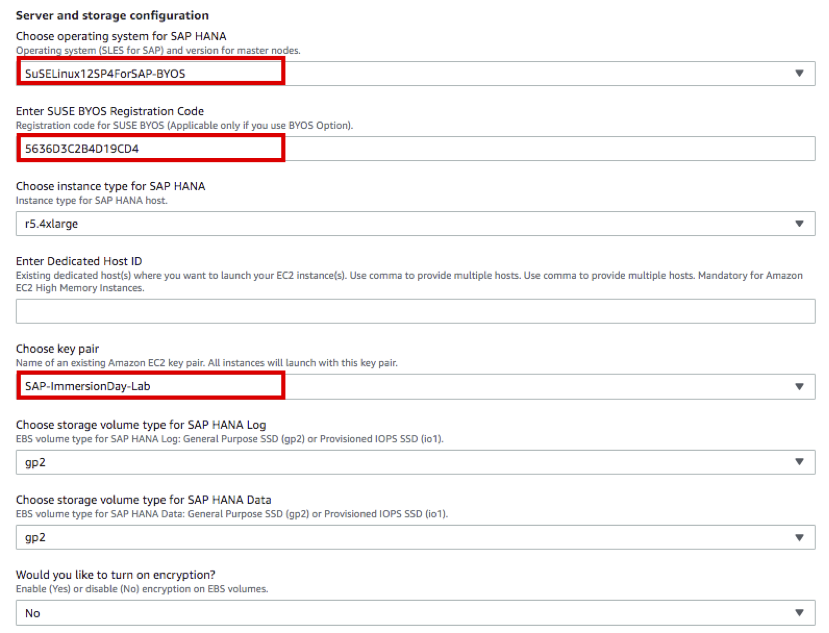 Server and storage configuration
Choose operating system for SAP HANA
Operating system (SLES for SAP) and version for master nodes.
SuSELinux12SP4ForSAP-BYOS
Enter SUSE BYOS Registration Code
Registration code for SUSE BYOS (Applicable only if you use BYOS Option).
5636D3C2B4D19CD4
Choose instance type for SAP HANA
Instance type for SAP HANA host.
r5.4xlarge
Enter Dedicated Host ID
Existing dedicated host(s) where you want to launch your EC2 instance(s). Use comma to provide multiple hosts. Use comma to provide multiple hosts. Mandatory for Amazon
EC2 High Memory Instances.
Choose key pair
Name of an existing Amazon EC2 key pair. All instances will launch with this key pair.
SAP-ImmersionDay-Lab
Choose storage volume type for SAP HANA Log
EBS volume type for SAP HANA Log: General Purpose SSD (gp2) or Provisioned IOPS SSD (io1).
gp2
Choose storage volume type for SAP HANA Data
EBS volume type for SAP HANA Data: General Purpose SSD (gp2) or Provisioned IOPS SSD (io1).
gp2
Would you like to turn on encryption?
Enable (Yes) or disable (No) encryption on EBS volumes.
No